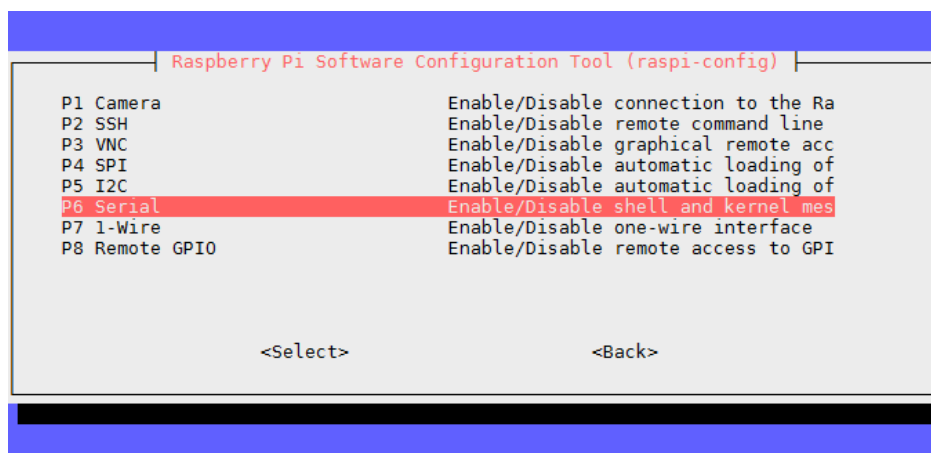 Raspberry Pi Software Configuration Tool (raspi-config)
P1 Camera Enable/Disable connection to the Ra
P2 SSH Enable/Disable remote command line
P3 VNC Enable/Disable graphical remote acc
P4 SPI Enable/Disable automatic loading of
P5 I2C Enable/Disable automatic loading of
P6 Serial Enable/Disable shell and kernel mes
P7 1-Wire Enable/Disable one-wire interface
P8 Remote GPIO Enable/Disable remote access to GPI
<Select> <Back>